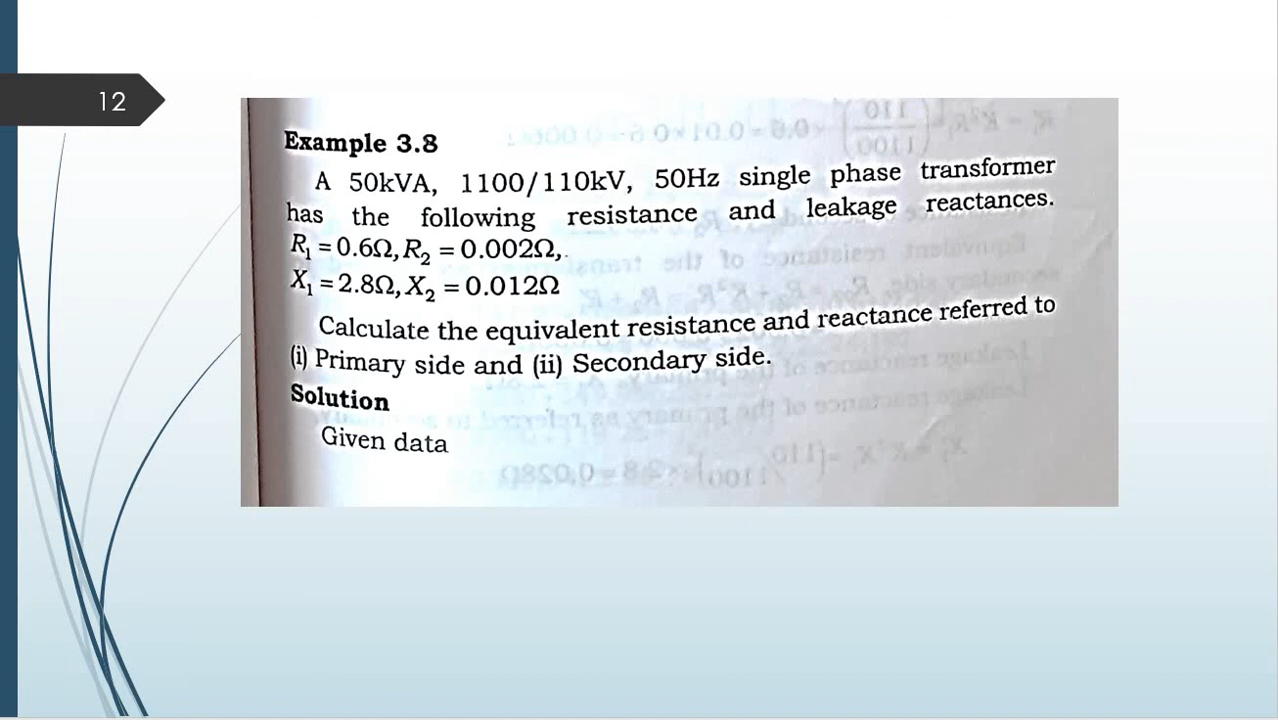 12
Example 3.8
A 50kVA, 1100/110kV, 50Hz single phase transformer
has the following resistance and leakage reactances.
R₁ = 0.6Ω, R₂ = 0.002Ω,
X₁ = 2.8Ω, X₂ = 0.012Ω
Calculate the equivalent resistance and reactance referred to
(i) Primary side and (ii) Secondary side.
Solution
Given data